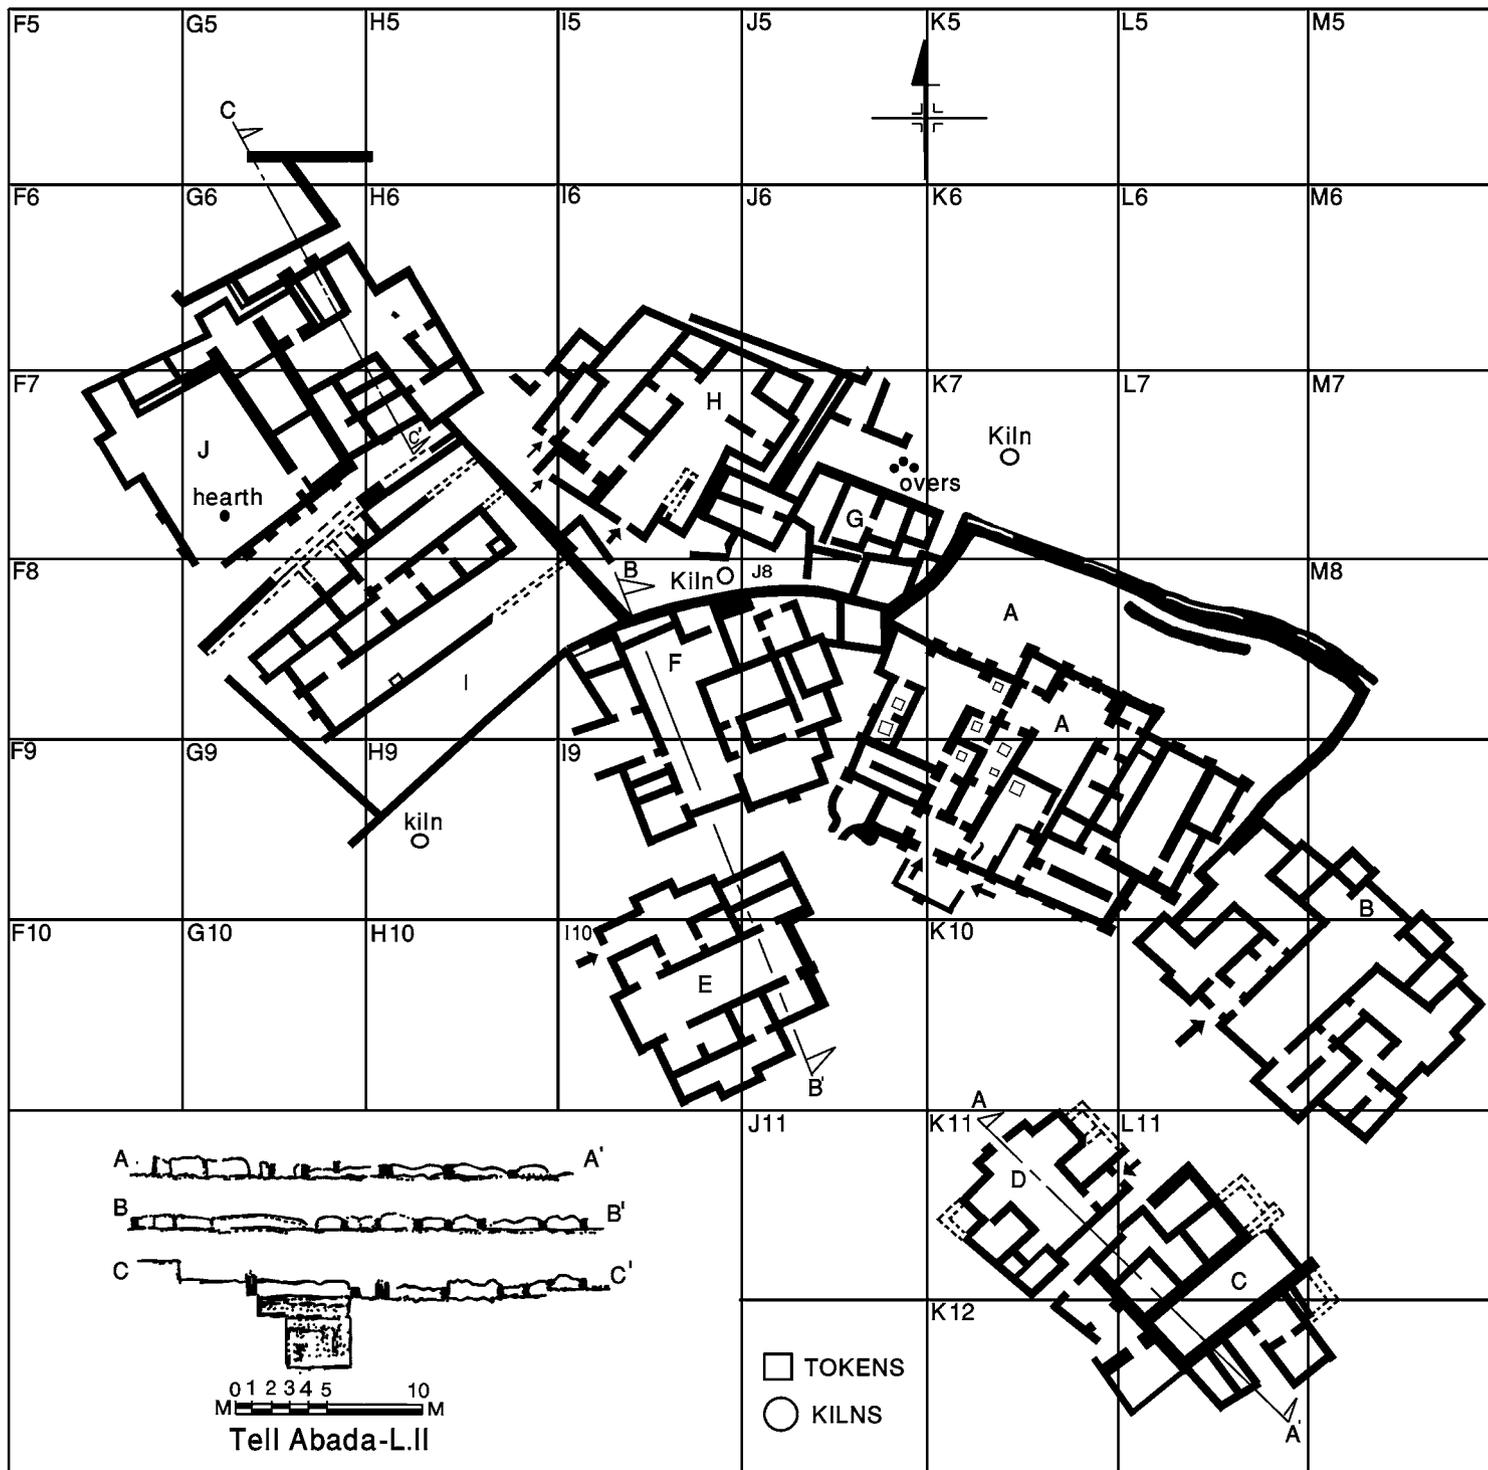 F5 G5 H5 I5 J5 K5 L5 M5
C
F6 G6 H6 I6 J6 K6 L6 M6
F7 K7 L7 M7
H
Kiln
J C'
hearth
overs
G
F8 B Kiln J8 M8
A
F
I
A
F9 G9 H9 I9
kiln
B
F10 G10 H10 I10 K10
E
B'
A
J11 K11 L11
D
A A'
B B'
C C'
C
K12
TOKENS
KILNS
0 1 2 3 4 5 10
M M
Tell Abada-L.II
A'